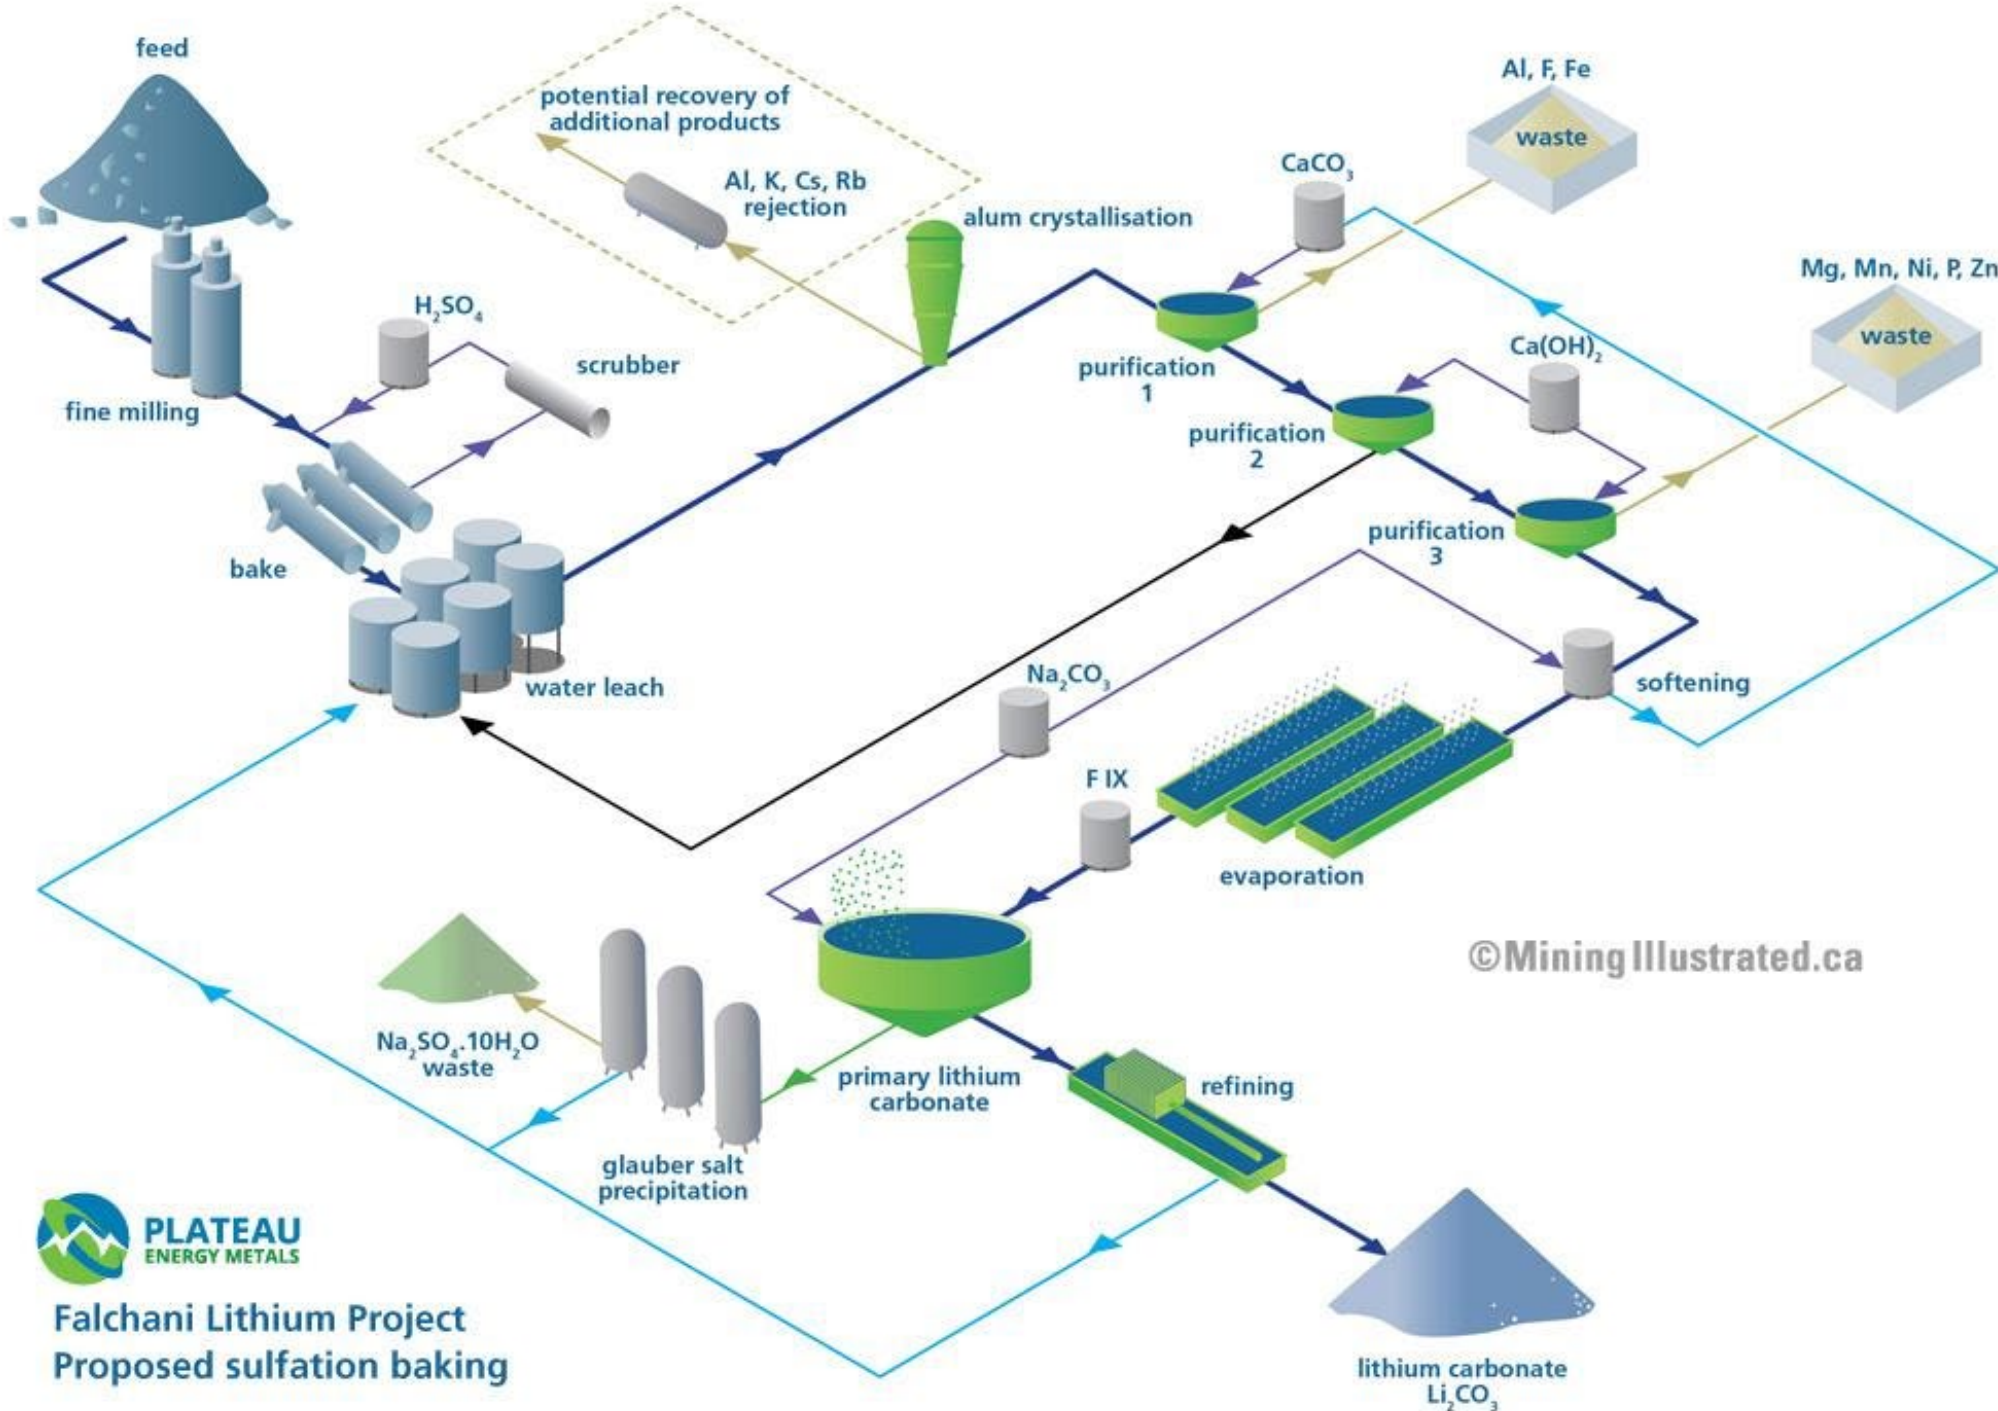 feed
potential recovery of
additional products
Al, K, Cs, Rb
rejection
alum crystallisation
CaCO₃
Al, F, Fe
waste
Mg, Mn, Ni, P, Zn
waste
H₂SO₄
scrubber
fine milling
purification
1
Ca(OH)₂
purification
2
purification
3
bake
water leach
Na₂CO₃
softening
F IX
evaporation
©Mining Illustrated.ca
Na₂SO₄.10H₂O
waste
primary lithium
carbonate
refining
glauber salt
precipitation
PLATEAU
ENERGY METALS
Falchani Lithium Project
Proposed sulfation baking
lithium carbonate
Li₂CO₃